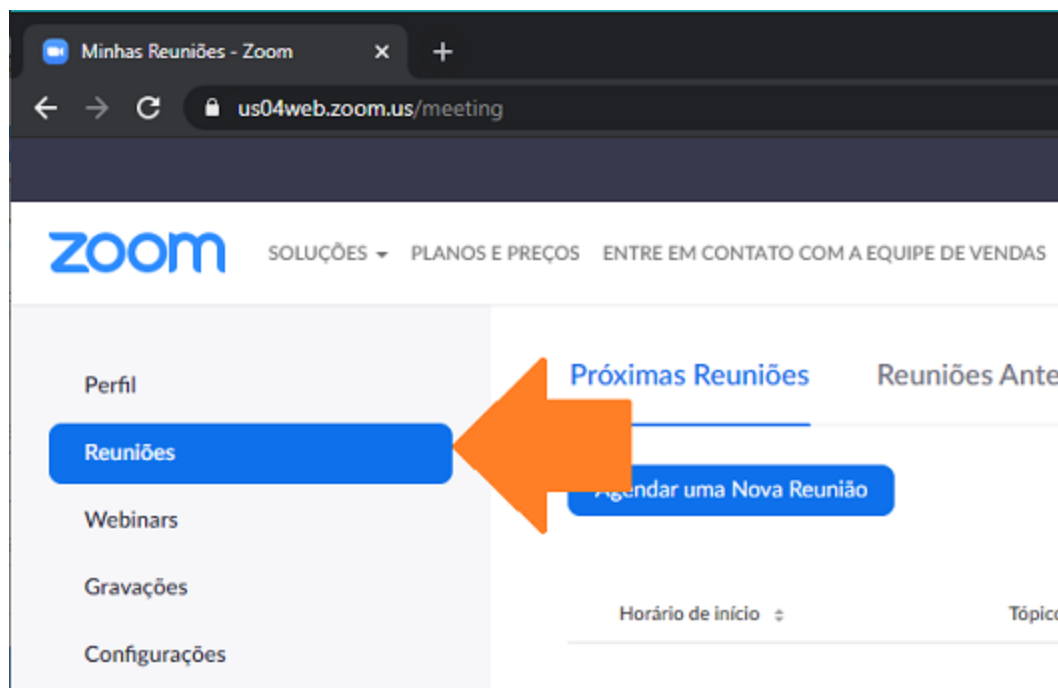 Minhas Reuniões - Zoom
us04web.zoom.us/meeting
zoom
SOLUÇÕES PLANOS E PREÇOS ENTRE EM CONTATO COM A EQUIPE DE VENDAS
Perfil
Reuniões
Webinars
Gravações
Configurações
Próximas Reuniões Reuniões Ante
Agendar uma Nova Reunião
Horário de início Tópico